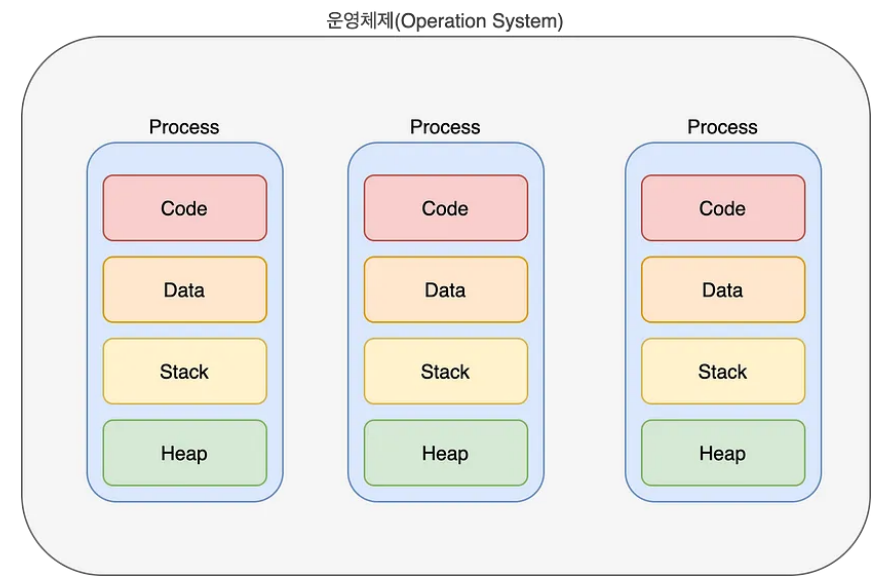 운영체제(Operation System)
Process
Process
Process
Code
Code
Code
Data
Data
Data
Stack
Stack
Stack
Heap
Heap
Heap